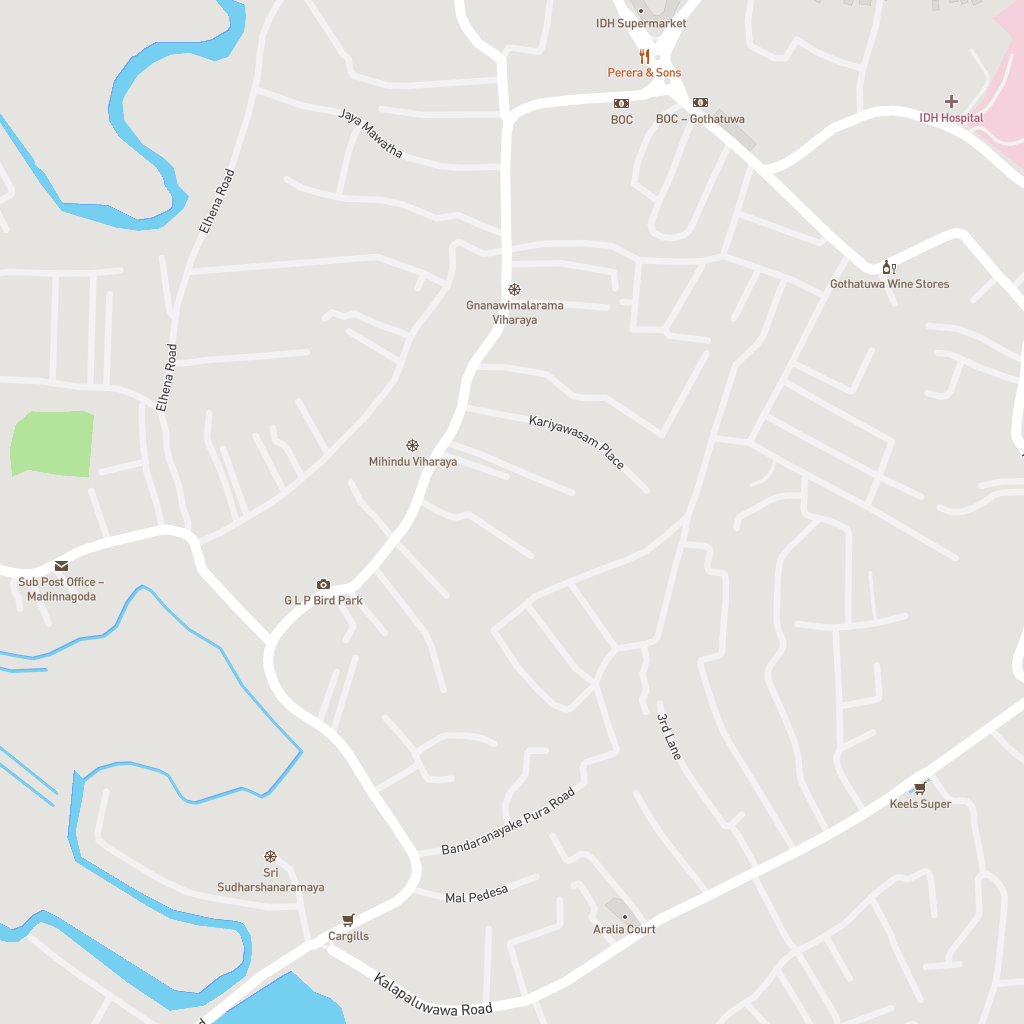 IDH Supermarket
Perera & Sons
BOC
BOC – Gothatuwa
IDH Hospital
Jaya Mawatha
Elhena Road
Gothatuwa Wine Stores
Gnanawimalarama
Viharaya
Elhena Road
Kariyawasam Place
Mihindu Viharaya
Sub Post Office –
Madinnagoda
G L P Bird Park
3rd Lane
Keels Super
Bandaranayake Pura Road
Sri
Sudharshanaramaya
Mal Pedesa
Cargills
Aralia Court
Kalapaluwawa Road